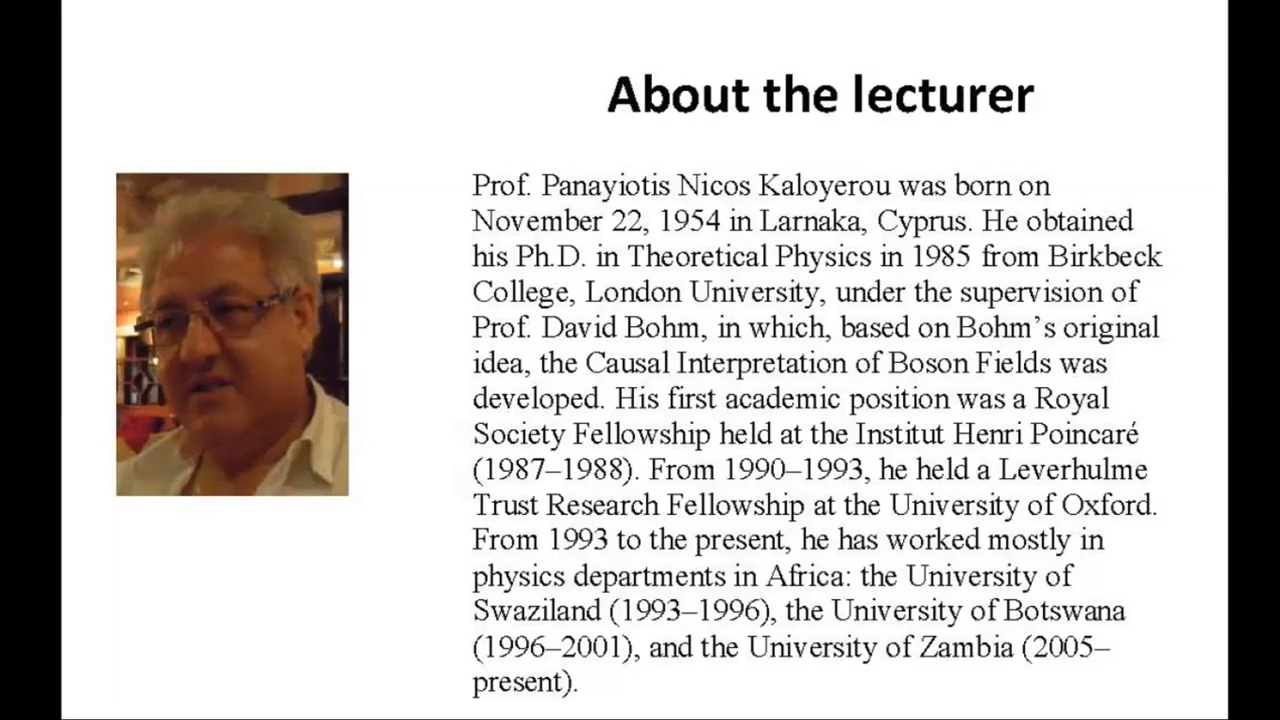 About the lecturer
Prof. Panayiotis Nicos Kaloyerou was born on
November 22, 1954 in Larnaka, Cyprus. He obtained
his Ph.D. in Theoretical Physics in 1985 from Birkbeck
College, London University, under the supervision of
Prof. David Bohm, in which, based on Bohm’s original
idea, the Causal Interpretation of Boson Fields was
developed. His first academic position was a Royal
Society Fellowship held at the Institut Henri Poincaré
(1987–1988). From 1990–1993, he held a Leverhulme
Trust Research Fellowship at the University of Oxford.
From 1993 to the present, he has worked mostly in
physics departments in Africa: the University of
Swaziland (1993–1996), the University of Botswana
(1996–2001), and the University of Zambia (2005–
present).